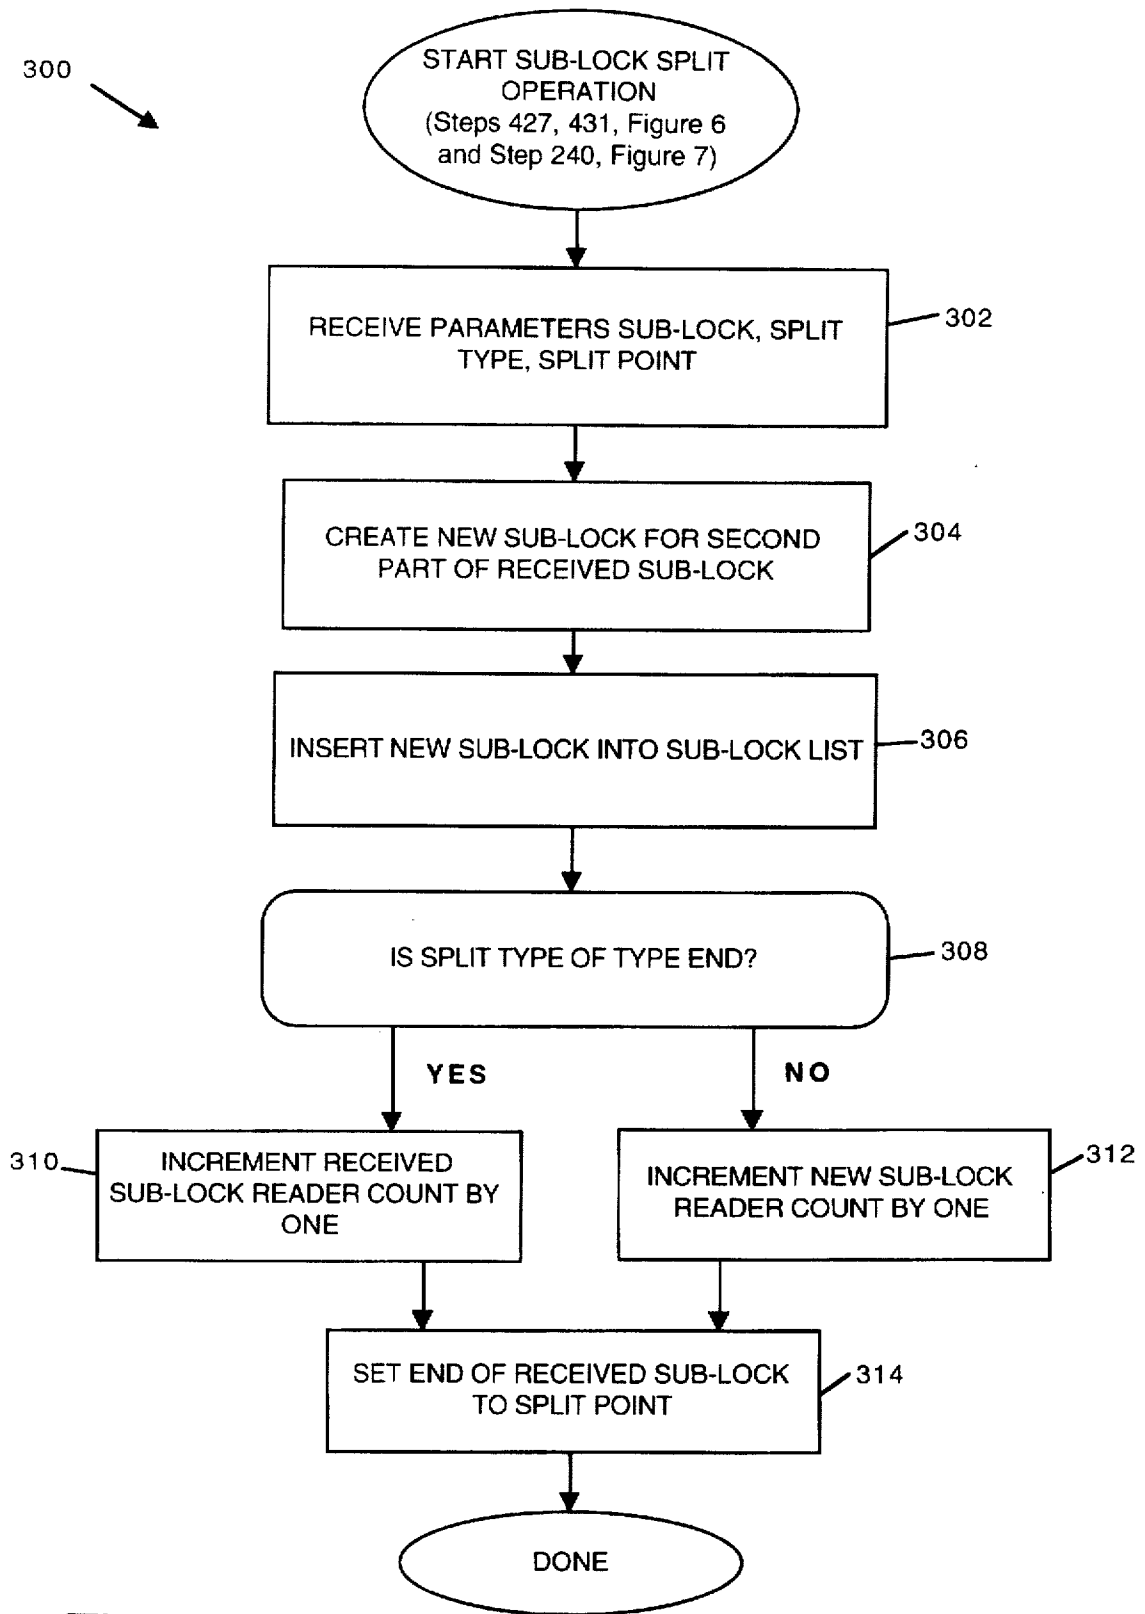 300
START SUB-LOCK SPLIT
OPERATION
(Steps 427, 431, Figure 6
and Step 240, Figure 7)
RECEIVE PARAMETERS SUB-LOCK, SPLIT
TYPE, SPLIT POINT
302
CREATE NEW SUB-LOCK FOR SECOND
PART OF RECEIVED SUB-LOCK
304
INSERT NEW SUB-LOCK INTO SUB-LOCK LIST
306
IS SPLIT TYPE OF TYPE END?
308
YES
NO
310
INCREMENT RECEIVED
SUB-LOCK READER COUNT BY
ONE
INCREMENT NEW SUB-LOCK
READER COUNT BY ONE
312
SET END OF RECEIVED SUB-LOCK
TO SPLIT POINT
314
DONE